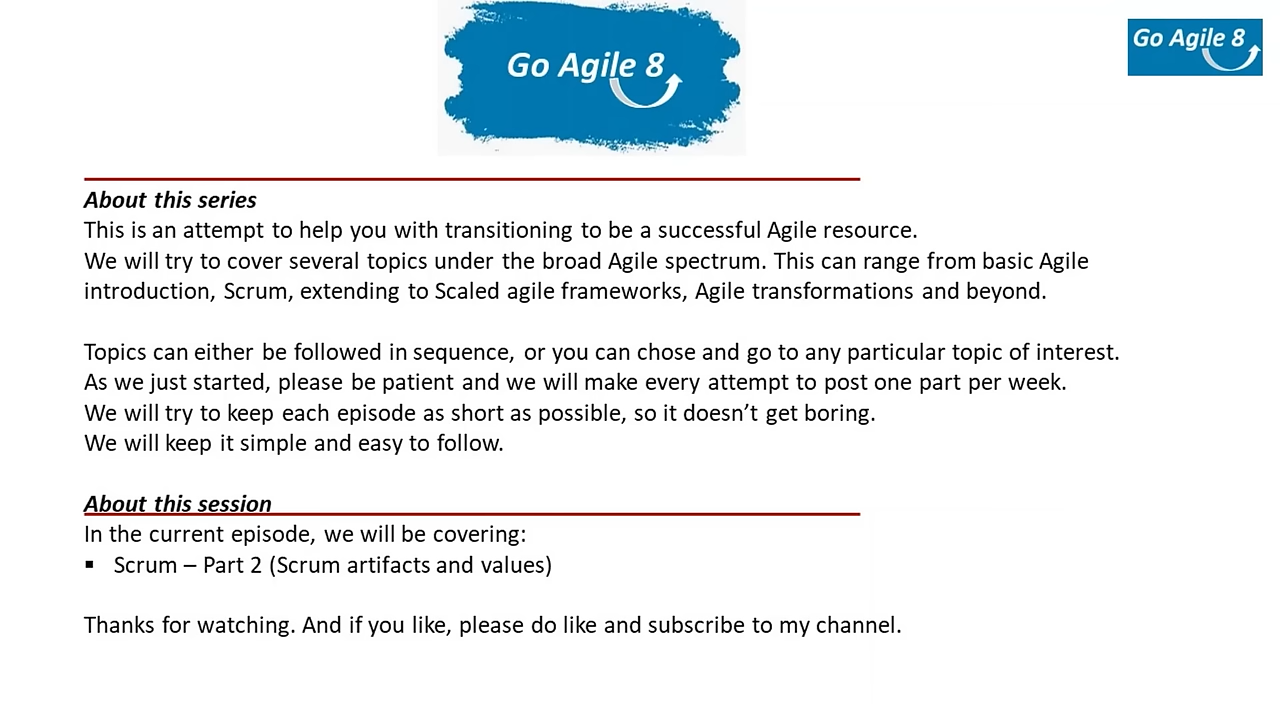 Go Agile 8
Go Agile 8
About this series
This is an attempt to help you with transitioning to be a successful Agile resource.
We will try to cover several topics under the broad Agile spectrum. This can range from basic Agile
introduction, Scrum, extending to Scaled agile frameworks, Agile transformations and beyond.
Topics can either be followed in sequence, or you can chose and go to any particular topic of interest.
As we just started, please be patient and we will make every attempt to post one part per week.
We will try to keep each episode as short as possible, so it doesn’t get boring.
We will keep it simple and easy to follow.
About this session
In the current episode, we will be covering:
▪ Scrum – Part 2 (Scrum artifacts and values)
Thanks for watching. And if you like, please do like and subscribe to my channel.